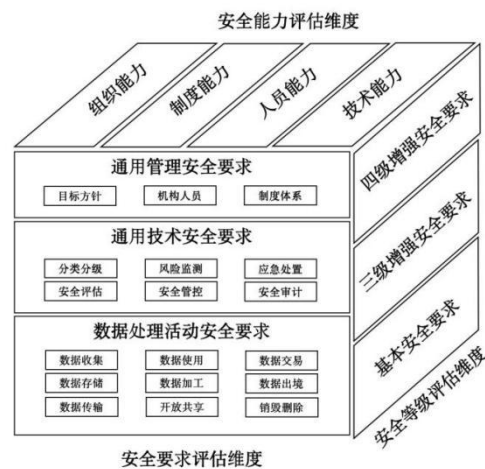 安全能力评估维度
组织能力
制度能力
人员能力
技术能力
通用管理安全要求
目标方针
机构人员
制度体系
通用技术安全要求
分类分级
风险监测
应急处置
安全评估
安全管控
安全审计
数据处理活动安全要求
数据收集
数据使用
数据交易
数据存储
数据加工
数据出境
数据传输
开放共享
销毁删除
四级增强安全要求
三级增强安全要求
基本安全要求
安全等级评估维度
安全要求评估维度